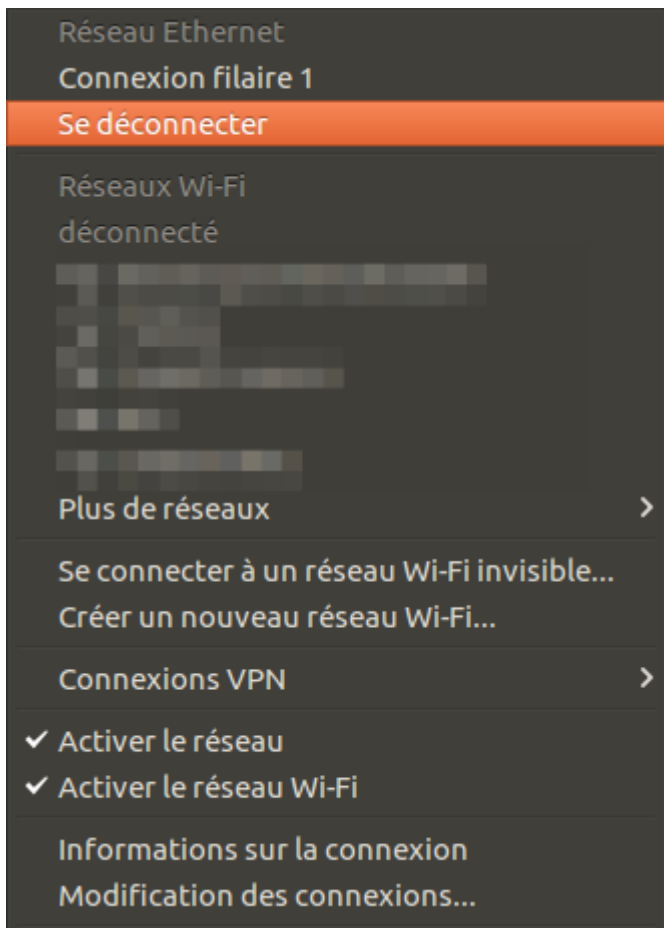 Réseau Ethernet
Connexion filaire 1
Se déconnecter
Réseaux Wi-Fi
déconnecté
Plus de réseaux
Se connecter à un réseau Wi-Fi invisible...
Créer un nouveau réseau Wi-Fi...
Connexions VPN
Activer le réseau
Activer le réseau Wi-Fi
Informations sur la connexion
Modification des connexions...